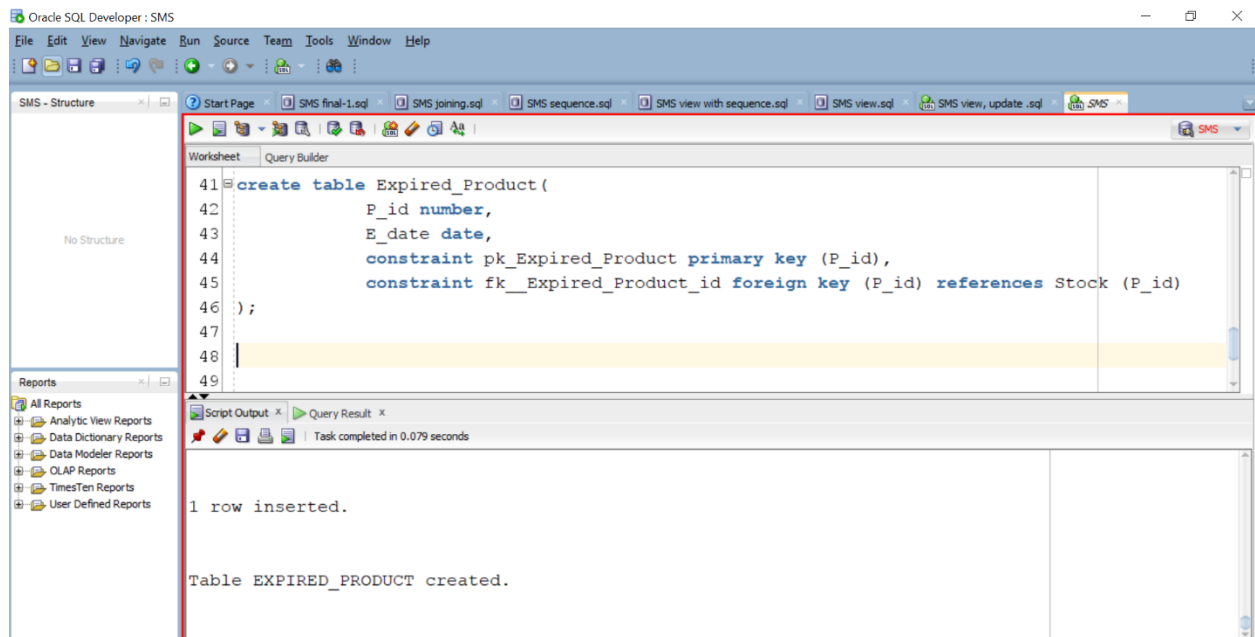 Oracle SQL Developer : SMS
File Edit View Navigate Run Source Team Tools Window Help
SMS - Structure
Start Page SMS final-1.sql SMS joining.sql SMS sequence.sql SMS view with sequence.sql SMS view.sql SMS view, update .sql SMS
SMS
Worksheet Query Builder
41 create table Expired_Product(
42 P_id number,
43 E_date date,
44 constraint pk_Expired_Product primary key (P_id),
45 constraint fk__Expired_Product_id foreign key (P_id) references Stock (P_id)
46 );
47
48
49
No Structure
Reports
All Reports
Analytic View Reports
Data Dictionary Reports
Data Modeler Reports
OLAP Reports
TimesTen Reports
User Defined Reports
Script Output Query Result
Task completed in 0.079 seconds
1 row inserted.
Table EXPIRED_PRODUCT created.